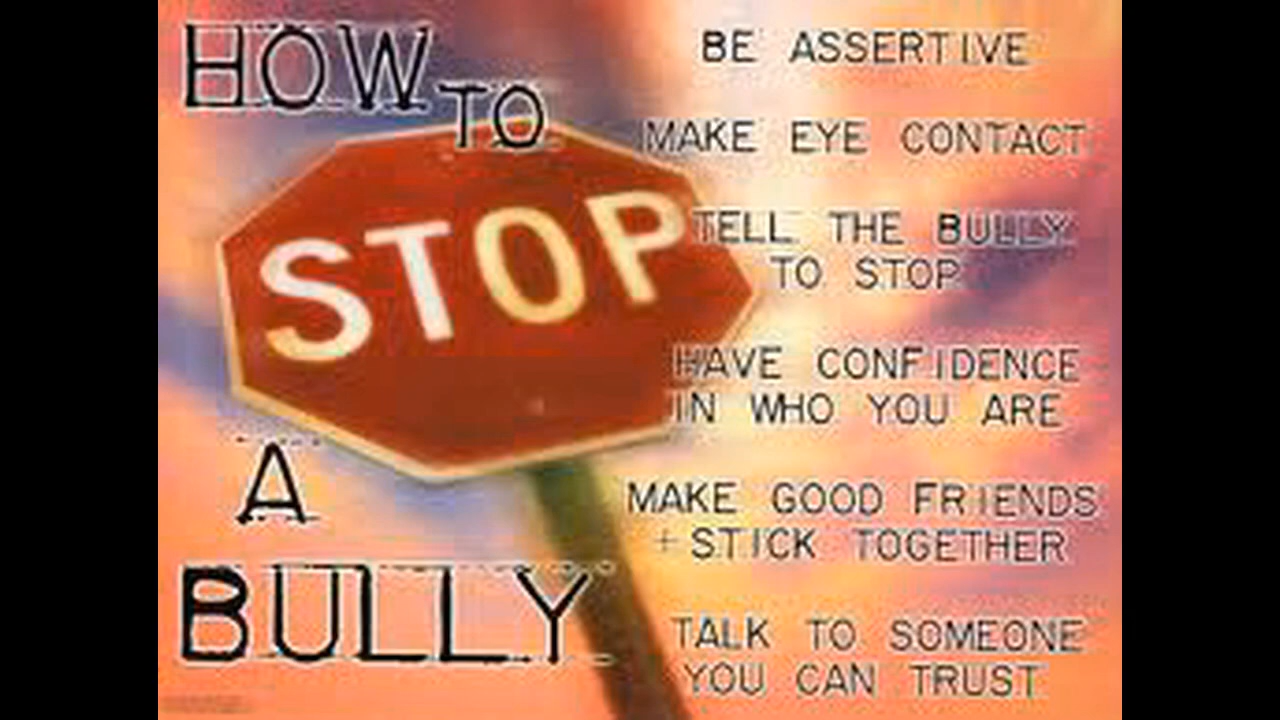 HOW
TO
STOP
A
BULLY
BE ASSERTIVE
MAKE EYE CONTACT
TELL THE BULLY
TO STOP
HAVE CONFIDENCE
IN WHO YOU ARE
MAKE GOOD FRIENDS
+ STICK TOGETHER
TALK TO SOMEONE
YOU CAN TRUST